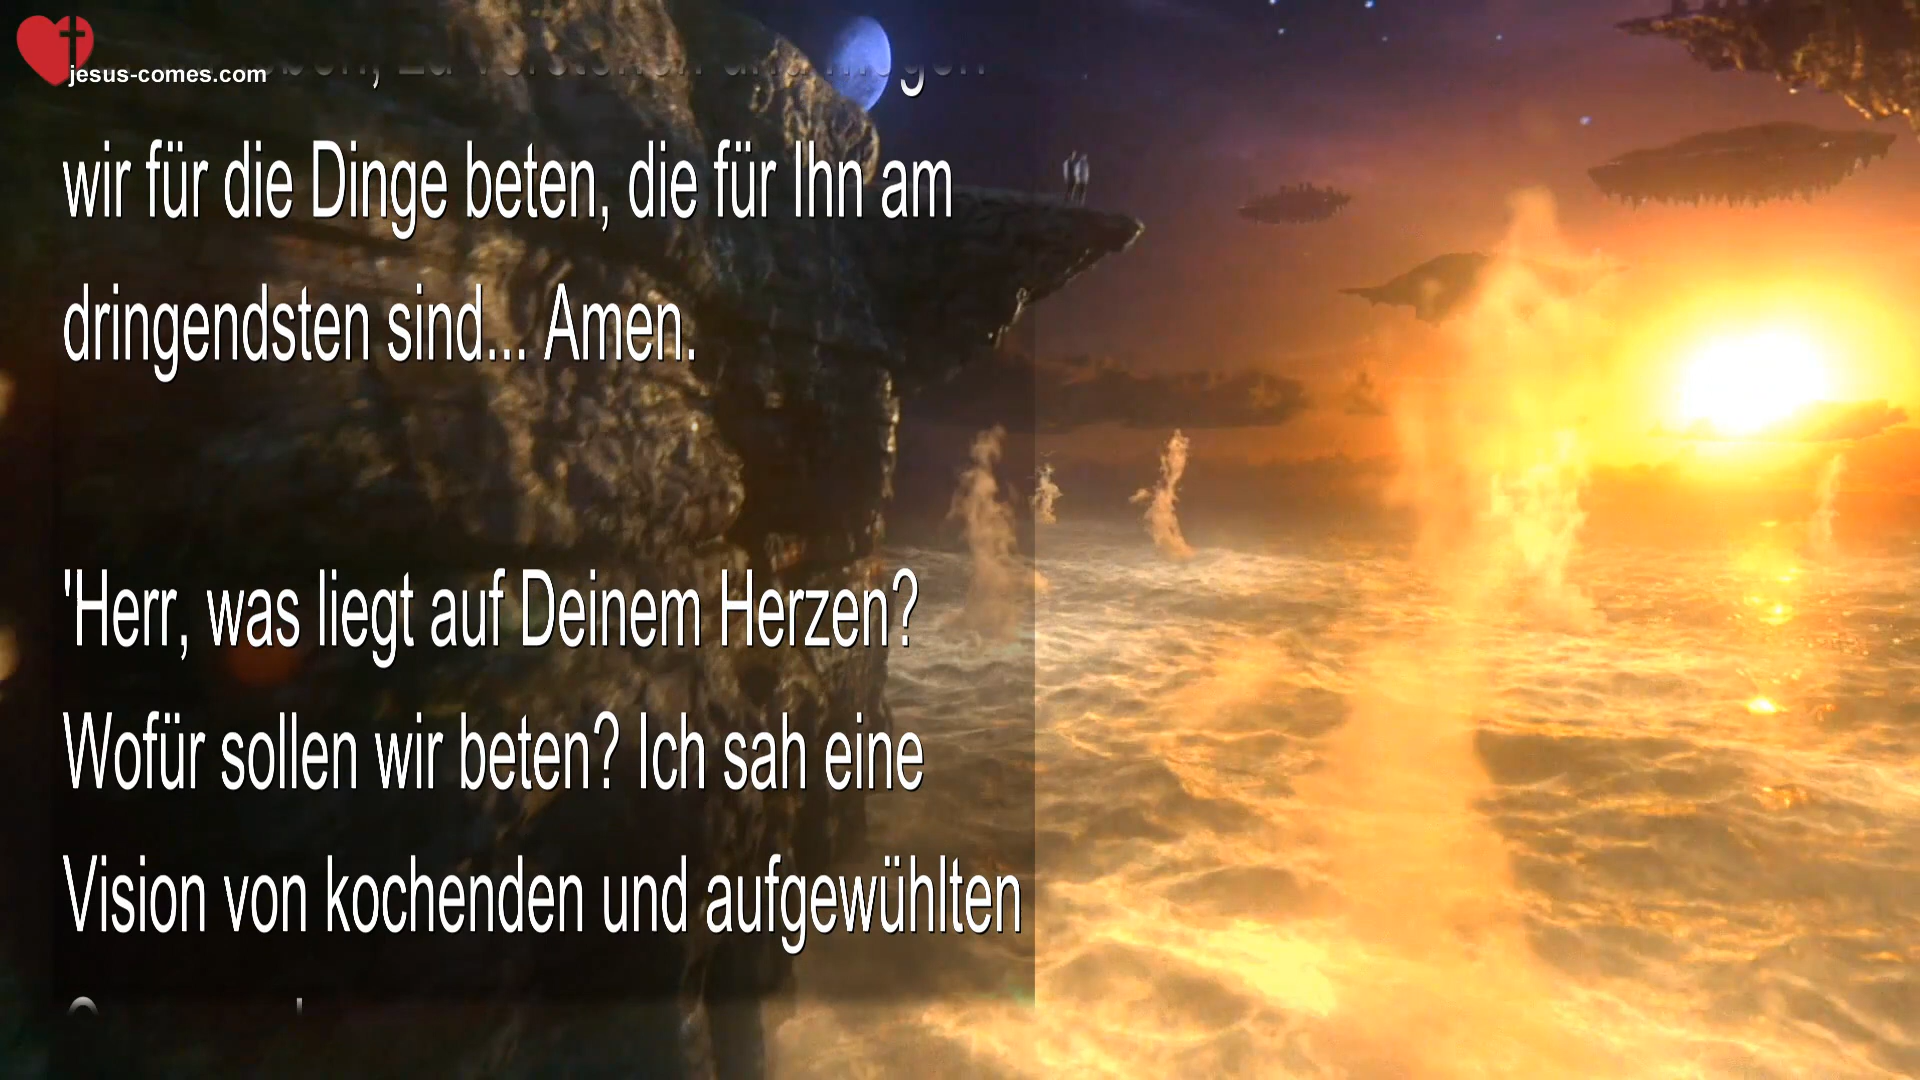 jesus-comes.com
wir für die Dinge beten, die für Ihn am
dringendsten sind... Amen.
'Herr, was liegt auf Deinem Herzen?
Wofür sollen wir beten? Ich sah eine
Vision von kochenden und aufgewühlten